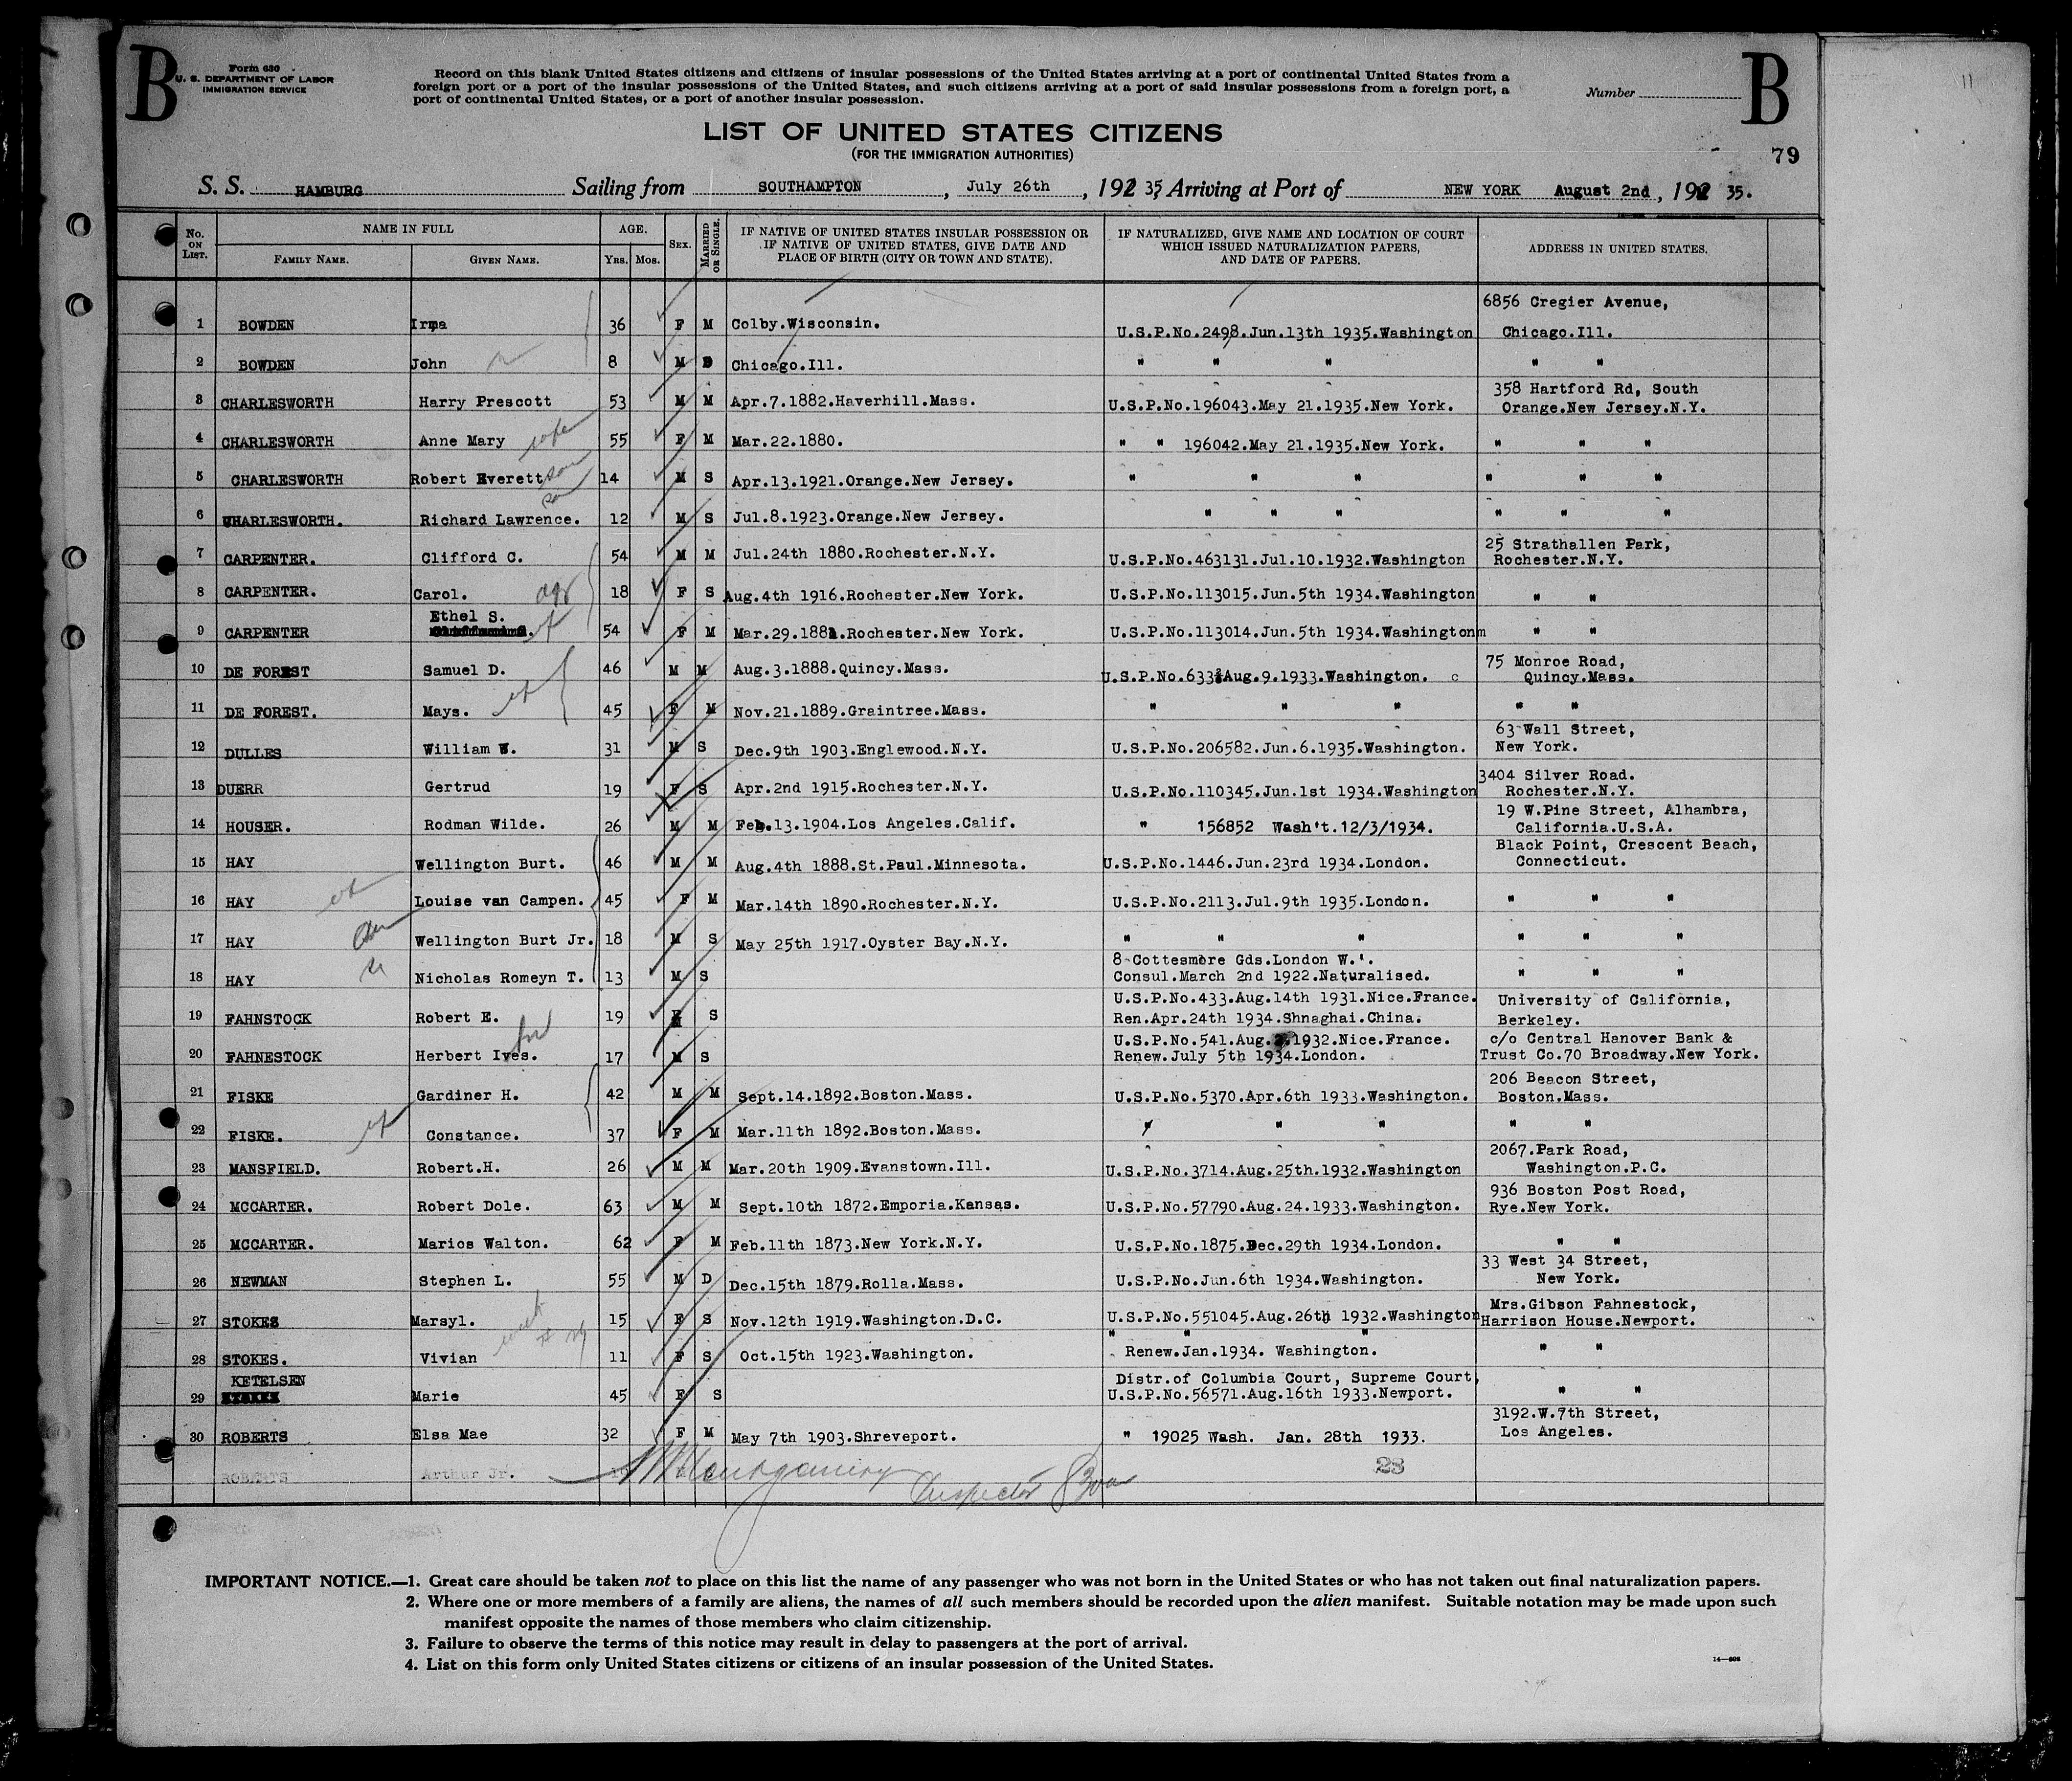 B
Form 630
U. S. DEPARTMENT OF LABOR
IMMIGRATION SERVICE
Record on this blank United States citizens and citizens of insular possessions of the United States arriving at a port of continental United States from a
foreign port or a port of the insular possessions of the United States, and such citizens arriving at a port of said insular possessions from a foreign port, a
port of continental United States, or a port of another insular possession.
Number
B
11
LIST OF UNITED STATES CITIZENS
(FOR THE IMMIGRATION AUTHORITIES)
79
S. S. HAMBURG Sailing from SOUTHAMPTON, July 26th, 192 35, Arriving at Port of NEW YORK August 2nd, 192 35.
No. ON LIST. NAME IN FULL FAMILY NAME. GIVEN NAME. AGE. YRS. MOS. SEX. MARRIED OR SINGLE. IF NATIVE OF UNITED STATES INSULAR POSSESSION OR IF NATIVE OF UNITED STATES, GIVE DATE AND PLACE OF BIRTH (CITY OR TOWN AND STATE). IF NATURALIZED, GIVE NAME AND LOCATION OF COURT WHICH ISSUED NATURALIZATION PAPERS, AND DATE OF PAPERS. ADDRESS IN UNITED STATES.
6856 Cregier Avenue,
1 BOWDEN Irma 36 F M Colby.Wisconsin. U.S.P.No.2498.Jun.13th 1935.Washington Chicago.Ill.
2 BOWDEN John 8 M Chicago.Ill. " " " " "
358 Hartford Rd, South
3 CHARLESWORTH Harry Prescott 53 M M Apr.7.1882.Haverhill.Mass. U.S.P.No.196043.May 21.1935.New York. Orange.New Jersey.N.Y.
4 CHARLESWORTH Anne Mary wife 55 F M Mar.22.1880. " " 196042.May 21.1935.New York. " " "
5 CHARLESWORTH Robert Everett son 14 M S Apr.13.1921.Orange.New Jersey. " " " " " "
son
6 CHARLESWORTH. Richard Lawrence. 12 M S Jul.8.1923.Orange.New Jersey. " " " " " "
25 Strathallen Park,
7 CARPENTER. Clifford C. 54 M M Jul.24th 1880.Rochester.N.Y. U.S.P.No.463131.Jul.10.1932.Washington Rochester.N.Y.
8 CARPENTER. Carol. 18 F S Aug.4th 1916.Rochester.New York. U.S.P.No.113015.Jun.5th 1934.Washington " "
Ethel S.
9 CARPENTER 54 F M Mar.29.1881.Rochester.New York. U.S.P.No.113014.Jun.5th 1934.Washingtonm " "
75 Monroe Road,
10 DE FOREST Samuel D. 46 M M Aug.3.1888.Quincy.Mass. U.S.P.No.6332Aug.9.1933.Washington. c Quincy.Mass.
11 DE FOREST. Mays. 45 F M Nov.21.1889.Graintree.Mass. " " " " "
63 Wall Street,
12 DULLES William W. 31 M S Dec.9th 1903.Englewood.N.Y. U.S.P.No.206582.Jun.6.1935.Washington. New York.
3404 Silver Road.
13 DUERR Gertrud 19 F S Apr.2nd 1915.Rochester.N.Y. U.S.P.No.110345.Jun.1st 1934.Washington Rochester.N.Y.
19 W.Pine Street, Alhambra,
14 HOUSER. Rodman Wilde. 26 M M Feb.13.1904.Los Angeles.Calif. " 156852 Wash't.12/3/1934. California.U.S.A.
Black Point, Crescent Beach,
15 HAY Wellington Burt. 46 M M Aug.4th 1888.St.Paul.Minnesota. U.S.P.No.1446.Jun.23rd 1934.London. Connecticut.
16 HAY Louise van Campen. 45 F M Mar.14th 1890.Rochester.N.Y. U.S.P.No.2113.Jul.9th 1935.London. " " "
17 HAY Wellington Burt Jr. 18 M S May 25th 1917.Oyster Bay.N.Y. " " " " " "
8 Cottesmore Gds.London W.'.
18 HAY Nicholas Romeyn T. 13 M S Consul.March 2nd 1922.Naturalised. " " "
U.S.P.No.433.Aug.14th 1931.Nice.France. University of California,
19 FAHNSTOCK Robert E. 19 S Ren.Apr.24th 1934.Shnaghai.China. Berkeley.
U.S.P.No.541.Aug. .1932.Nice.France. c/o Central Hanover Bank &
20 FAHNESTOCK Herbert Ives. 17 M S Renew.July 5th 1934.London. Trust Co.70 Broadway.New York.
206 Beacon Street,
21 FISKE Gardiner H. 42 M M Sept.14.1892.Boston.Mass. U.S.P.No.5370.Apr.6th 1933.Washington. Boston.Mass.
22 FISKE. Constance. 37 F M Mar.11th 1892.Boston.Mass. " " " " "
2067.Park Road,
23 MANSFIELD. Robert.H. 26 M M Mar.20th 1909.Evanstown.Ill. U.S.P.No.3714.Aug.25th.1932.Washington Washington.P.C.
936 Boston Post Road,
24 MCCARTER. Robert Dole. 63 M M Sept.10th 1872.Emporia.Kansas. U.S.P.No.57790.Aug.24.1933.Washington. Rye.New York.
25 MCCARTER. Marios Walton. 62 F M Feb.11th 1873.New York.N.Y. U.S.P.No.1875.Dec.29th 1934.London. " "
33 West 34 Street,
26 NEWMAN Stephen L. 55 M D Dec.15th 1879.Rolla.Mass. U.S.P.No.Jun.6th 1934.Washington. New York.
Mrs.Gibson Fahnestock,
27 STOKES Marsyl. 15 F S Nov.12th 1919.Washington.D.C. U.S.P.No.551045.Aug.26th 1932.Washington Harrison House.Newport.
" " "
28 STOKES. Vivian 11 F S Oct.15th 1923.Washington. Renew.Jan.1934. Washington. " "
KETELSEN Distr.of Columbia Court, Supreme Court,
29 Marie 45 F S U.S.P.No.56571.Aug.16th 1933.Newport. " "
3192.W.7th Street,
30 ROBERTS Elsa Mae 32 F M May 7th 1903.Shreveport. " 19025 Wash. Jan. 28th 1933. Los Angeles.
ROBERTS Arthur Jr. Montgomery 23
Inspector
IMPORTANT NOTICE.—1. Great care should be taken not to place on this list the name of any passenger who was not born in the United States or who has not taken out final naturalization papers.
2. Where one or more members of a family are aliens, the names of all such members should be recorded upon the alien manifest. Suitable notation may be made upon such
manifest opposite the names of those members who claim citizenship.
3. Failure to observe the terms of this notice may result in delay to passengers at the port of arrival.
4. List on this form only United States citizens or citizens of an insular possession of the United States.